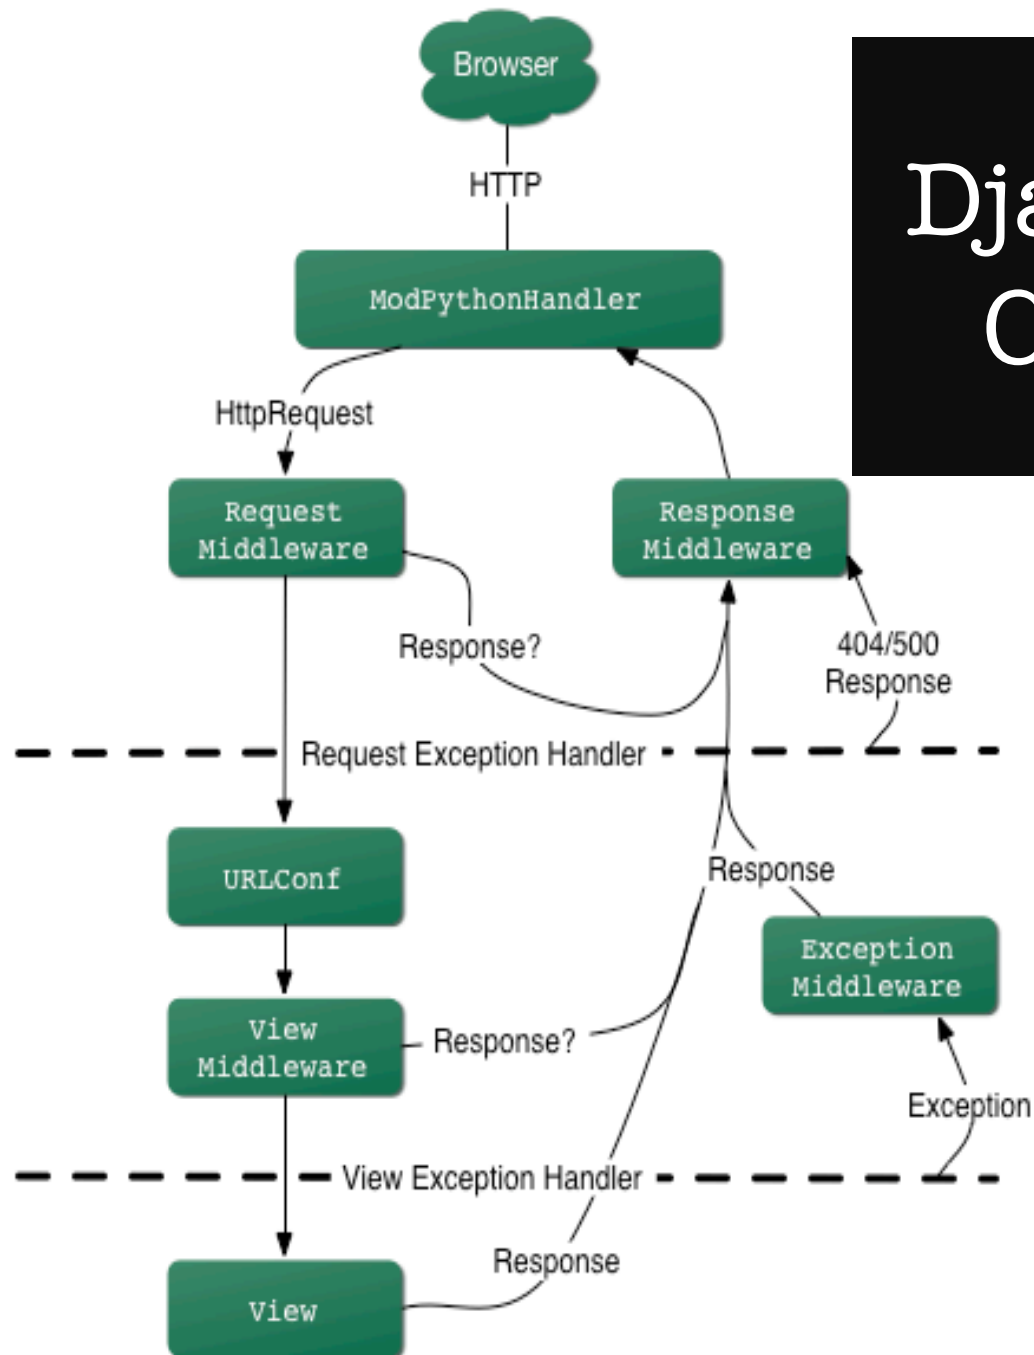 Browser
HTTP
ModPythonHandler
HttpRequest
Request
Middleware
Response
Middleware
Response?
404/500
Response
Request Exception Handler
URLConf
Response
Exception
Middleware
View
Middleware
Response?
Exception
View Exception Handler
Response
View